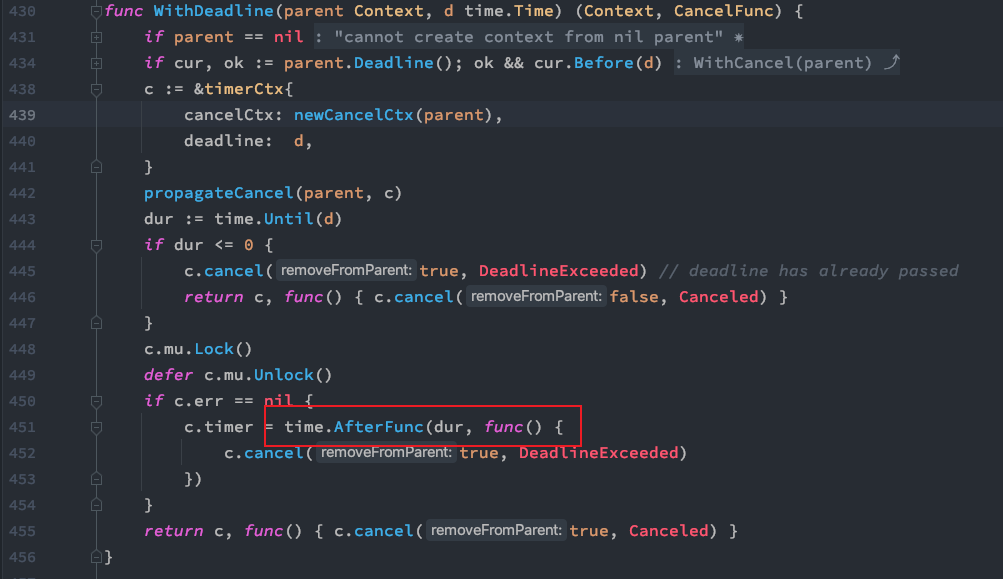 430 func WithDeadline(parent Context, d time.Time) (Context, CancelFunc) {
431 if parent == nil : "cannot create context from nil parent" ✷
434 if cur, ok := parent.Deadline(); ok && cur.Before(d) : WithCancel(parent) ⤴
438 c := &timerCtx{
439 cancelCtx: newCancelCtx(parent),
440 deadline: d,
441 }
442 propagateCancel(parent, c)
443 dur := time.Until(d)
444 if dur <= 0 {
445 c.cancel( removeFromParent: true, DeadlineExceeded) // deadline has already passed
446 return c, func() { c.cancel( removeFromParent: false, Canceled) }
447 }
448 c.mu.Lock()
449 defer c.mu.Unlock()
450 if c.err == nil {
451 c.timer = time.AfterFunc(dur, func() {
452 c.cancel( removeFromParent: true, DeadlineExceeded)
453 })
454 }
455 return c, func() { c.cancel( removeFromParent: true, Canceled) }
456 }